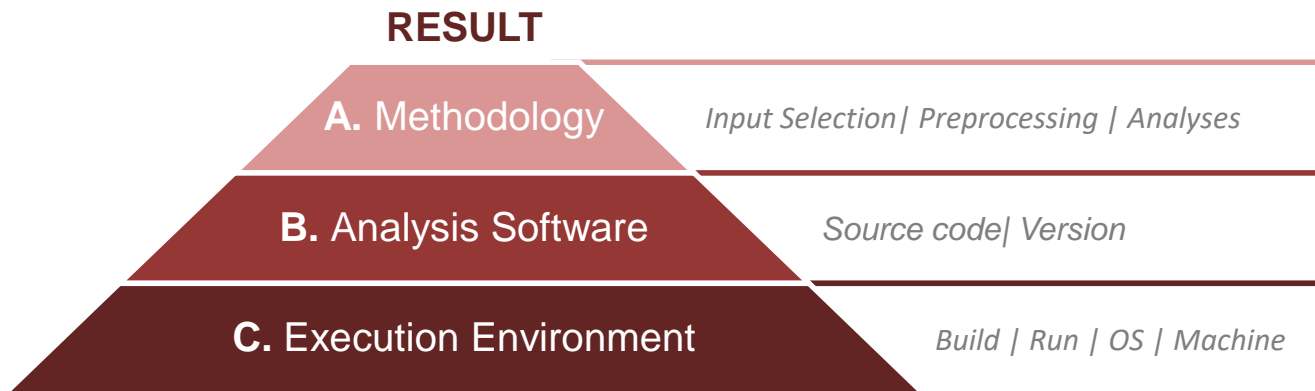 RESULT
A. Methodology
Input Selection| Preprocessing | Analyses
B. Analysis Software
Source code| Version
C. Execution Environment
Build | Run | OS | Machine